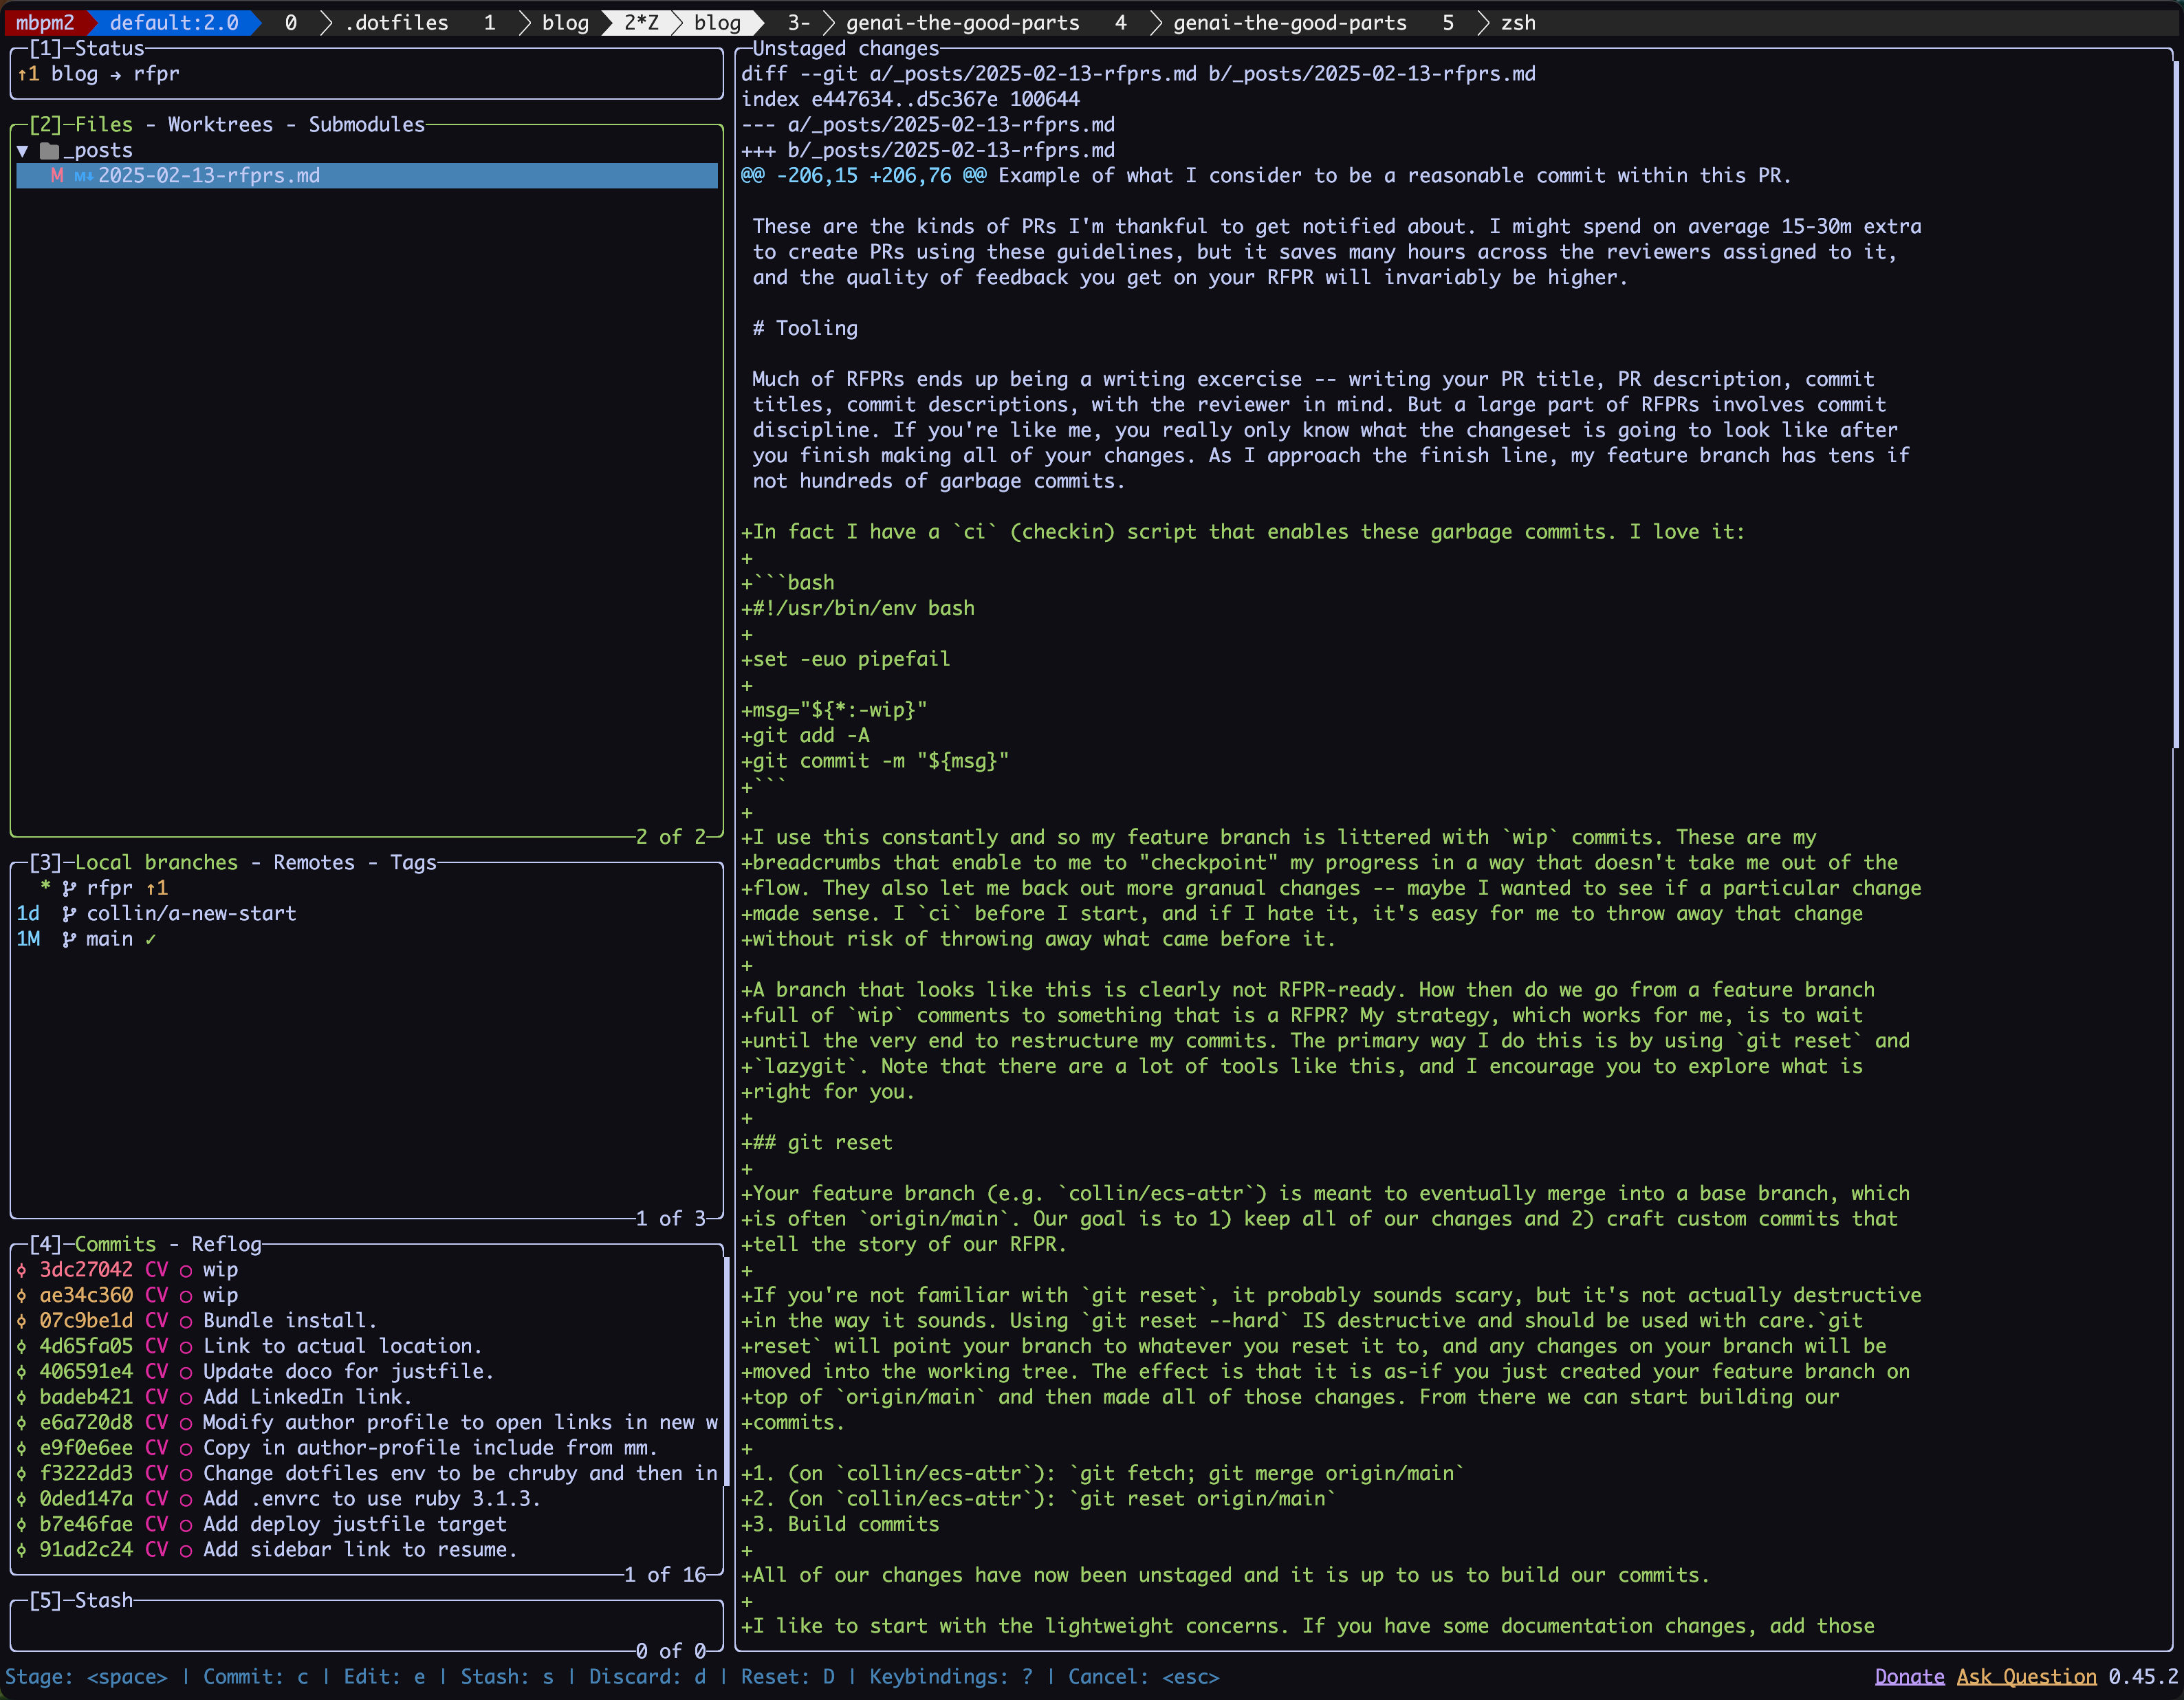 mbpm2 default:2.0 0 .dotfiles 1 blog 2*Z blog 3- genai-the-good-parts 4 genai-the-good-parts 5 zsh
[1]─Status
↑1 blog → rfpr
[2]─Files - Worktrees - Submodules
▼ _posts
M M↓ 2025-02-13-rfprs.md
2 of 2
[3]─Local branches - Remotes - Tags
* rfpr ↑1
1d collin/a-new-start
1M main ✓
1 of 3
[4]─Commits - Reflog
3dc27042 CV ○ wip
ae34c360 CV ○ wip
07c9be1d CV ○ Bundle install.
4d65fa05 CV ○ Link to actual location.
406591e4 CV ○ Update doco for justfile.
badeb421 CV ○ Add LinkedIn link.
e6a720d8 CV ○ Modify author profile to open links in new w
e9f0e6ee CV ○ Copy in author-profile include from mm.
f3222dd3 CV ○ Change dotfiles env to be chruby and then in
0ded147a CV ○ Add .envrc to use ruby 3.1.3.
b7e46fae CV ○ Add deploy justfile target
91ad2c24 CV ○ Add sidebar link to resume.
1 of 16
[5]─Stash
0 of 0
Unstaged changes
diff --git a/_posts/2025-02-13-rfprs.md b/_posts/2025-02-13-rfprs.md
index e447634..d5c367e 100644
--- a/_posts/2025-02-13-rfprs.md
+++ b/_posts/2025-02-13-rfprs.md
@@ -206,15 +206,76 @@ Example of what I consider to be a reasonable commit within this PR.
These are the kinds of PRs I'm thankful to get notified about. I might spend on average 15-30m extra
to create PRs using these guidelines, but it saves many hours across the reviewers assigned to it,
and the quality of feedback you get on your RFPR will invariably be higher.
# Tooling
Much of RFPRs ends up being a writing excercise -- writing your PR title, PR description, commit
titles, commit descriptions, with the reviewer in mind. But a large part of RFPRs involves commit
discipline. If you're like me, you really only know what the changeset is going to look like after
you finish making all of your changes. As I approach the finish line, my feature branch has tens if
not hundreds of garbage commits.
+In fact I have a `ci` (checkin) script that enables these garbage commits. I love it:
+
+```bash
+#!/usr/bin/env bash
+
+set -euo pipefail
+
+msg="${*:-wip}"
+git add -A
+git commit -m "${msg}"
+```
+
+I use this constantly and so my feature branch is littered with `wip` commits. These are my
+breadcrumbs that enable to me to "checkpoint" my progress in a way that doesn't take me out of the
+flow. They also let me back out more granual changes -- maybe I wanted to see if a particular change
+made sense. I `ci` before I start, and if I hate it, it's easy for me to throw away that change
+without risk of throwing away what came before it.
+
+A branch that looks like this is clearly not RFPR-ready. How then do we go from a feature branch
+full of `wip` comments to something that is a RFPR? My strategy, which works for me, is to wait
+until the very end to restructure my commits. The primary way I do this is by using `git reset` and
+`lazygit`. Note that there are a lot of tools like this, and I encourage you to explore what is
+right for you.
+
+## git reset
+
+Your feature branch (e.g. `collin/ecs-attr`) is meant to eventually merge into a base branch, which
+is often `origin/main`. Our goal is to 1) keep all of our changes and 2) craft custom commits that
+tell the story of our RFPR.
+
+If you're not familiar with `git reset`, it probably sounds scary, but it's not actually destructive
+in the way it sounds. Using `git reset --hard` IS destructive and should be used with care.`git
+reset` will point your branch to whatever you reset it to, and any changes on your branch will be
+moved into the working tree. The effect is that it is as-if you just created your feature branch on
+top of `origin/main` and then made all of those changes. From there we can start building our
+commits.
+
+1. (on `collin/ecs-attr`): `git fetch; git merge origin/main`
+2. (on `collin/ecs-attr`): `git reset origin/main`
+3. Build commits
+
+All of our changes have now been unstaged and it is up to us to build our commits.
+
+I like to start with the lightweight concerns. If you have some documentation changes, add those
Stage: <space> | Commit: c | Edit: e | Stash: s | Discard: d | Reset: D | Keybindings: ? | Cancel: <esc>
Donate Ask Question 0.45.2